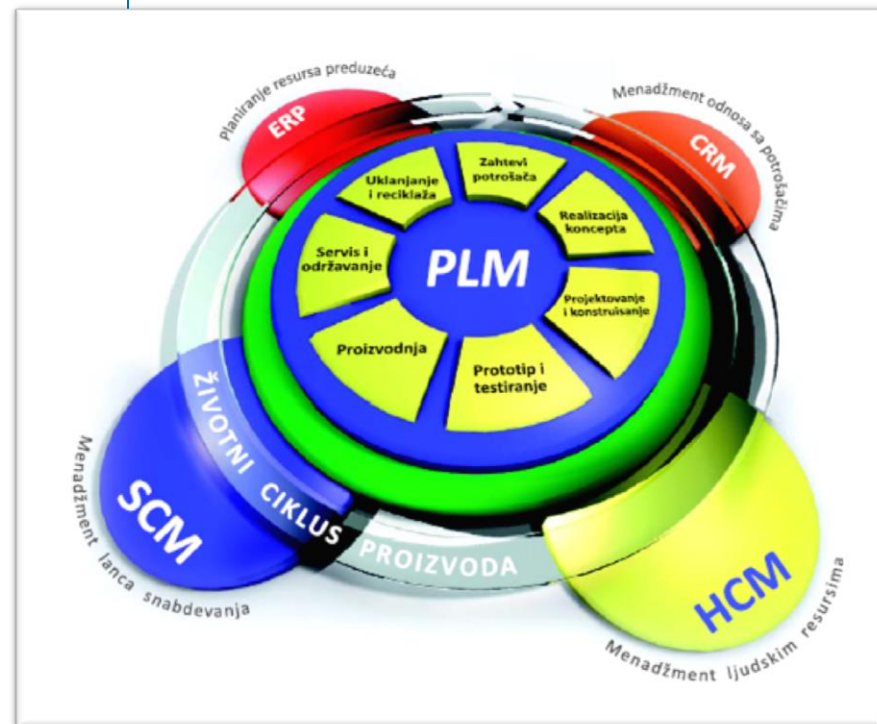 Planiranje resursa preduzeća
ERP
Menadžment odnosa sa potrošačima
CRM
Zahtevi
potrošača
Realizacija
koncepta
Projektovanje
i konstruisanje
Prototip i
testiranje
Proizvodnja
Servis i
održavanje
Uklanjanje
i reciklaža
PLM
ŽIVOTNI CIKLUS PROIZVODA
SCM
Menadžment lanca snabdevanja
HCM
Menadžment ljudskim resursima